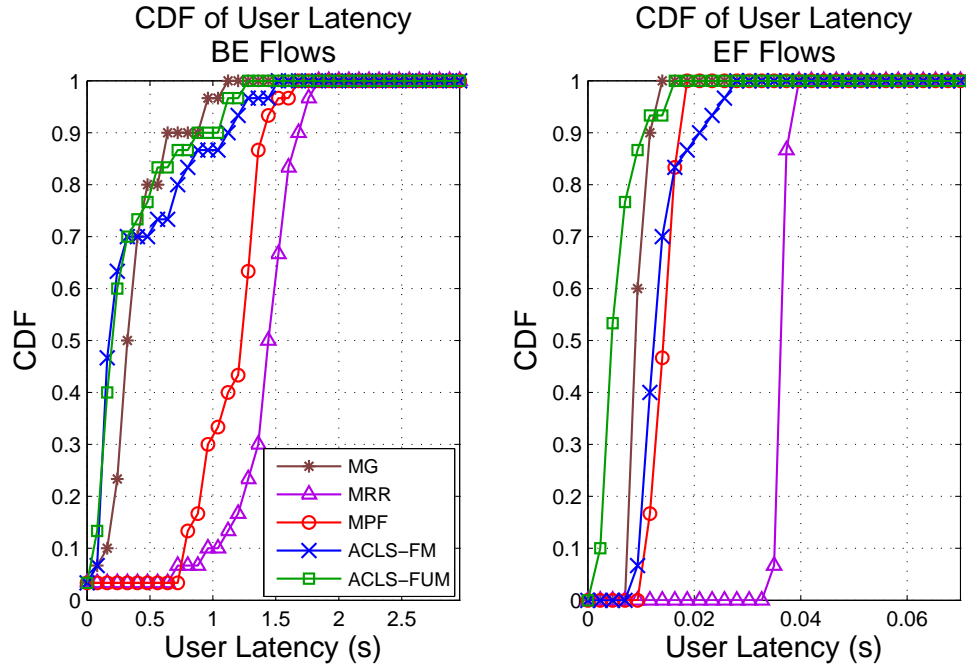 CDF of User Latency
BE Flows
1
0.9
0.8
0.7
0.6
0.5
0.4
0.3
0.2
0.1
0
CDF
0
0.5
1
1.5
2
2.5
User Latency (s)
MG
MRR
MPF
ACLS-FM
ACLS-FUM
CDF of User Latency
EF Flows
1
0.9
0.8
0.7
0.6
0.5
0.4
0.3
0.2
0.1
0
CDF
0
0.02
0.04
0.06
User Latency (s)